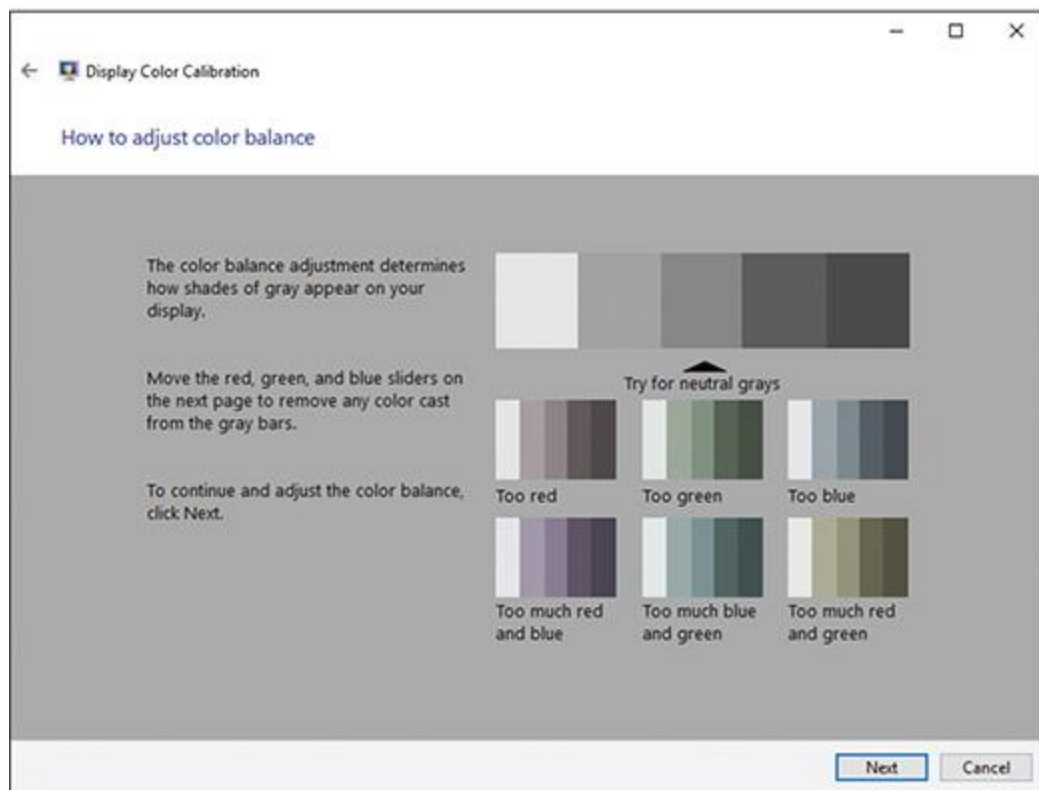 Display Color Calibration
How to adjust color balance
The color balance adjustment determines
how shades of gray appear on your
display.
Move the red, green, and blue sliders on
the next page to remove any color cast
from the gray bars.
To continue and adjust the color balance,
click Next.
Try for neutral grays
Too red
Too green
Too blue
Too much red
and blue
Too much blue
and green
Too much red
and green
Next
Cancel